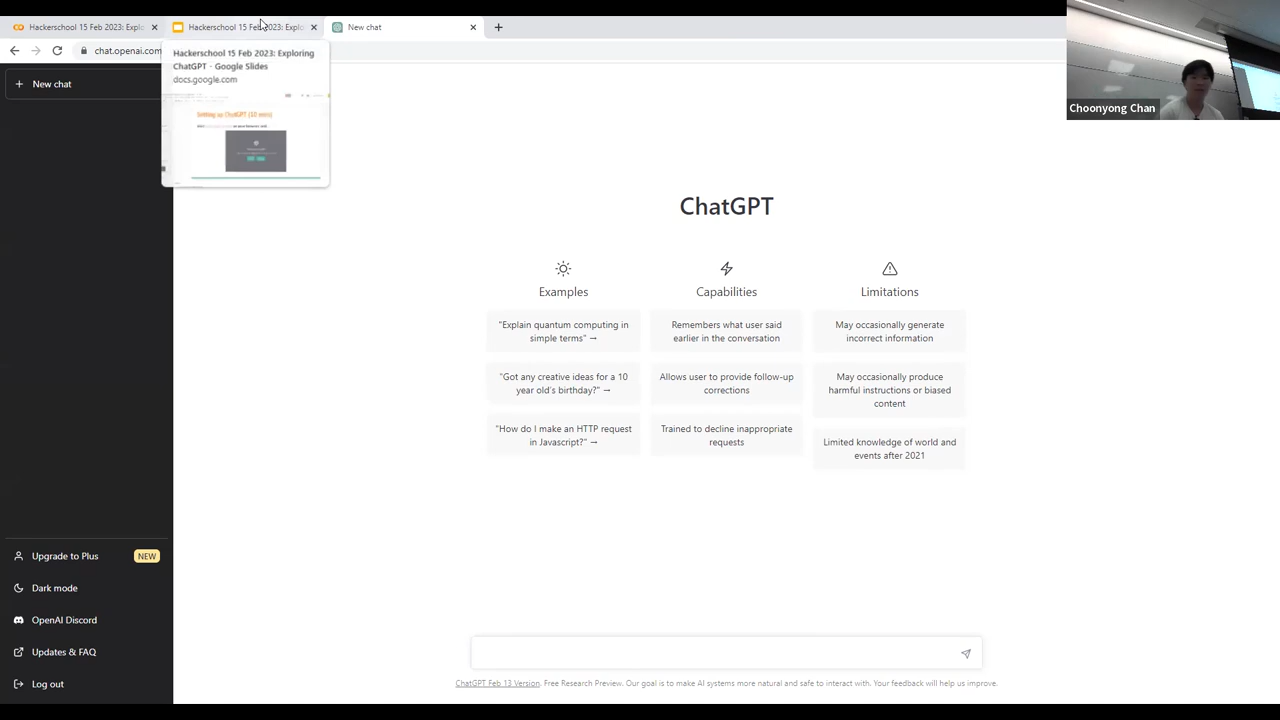 Hackerschool 15 Feb 2023: Explo
Hackerschool 15 Feb 2023: Explo
New chat
chat.openai.com
Hackerschool 15 Feb 2023: Exploring
ChatGPT - Google Slides
docs.google.com
Setting up ChatGPT (10 mins)
New chat
Choonyong Chan
ChatGPT
Examples
Capabilities
Limitations
"Explain quantum computing in
simple terms" →
Remembers what user said
earlier in the conversation
May occasionally generate
incorrect information
"Got any creative ideas for a 10
year old's birthday?" →
Allows user to provide follow-up
corrections
May occasionally produce
harmful instructions or biased
content
"How do I make an HTTP request
in Javascript?" →
Trained to decline inappropriate
requests
Limited knowledge of world and
events after 2021
Upgrade to Plus
NEW
Dark mode
OpenAI Discord
Updates & FAQ
Log out
ChatGPT Feb 13 Version. Free Research Preview. Our goal is to make AI systems more natural and safe to interact with. Your feedback will help us improve.